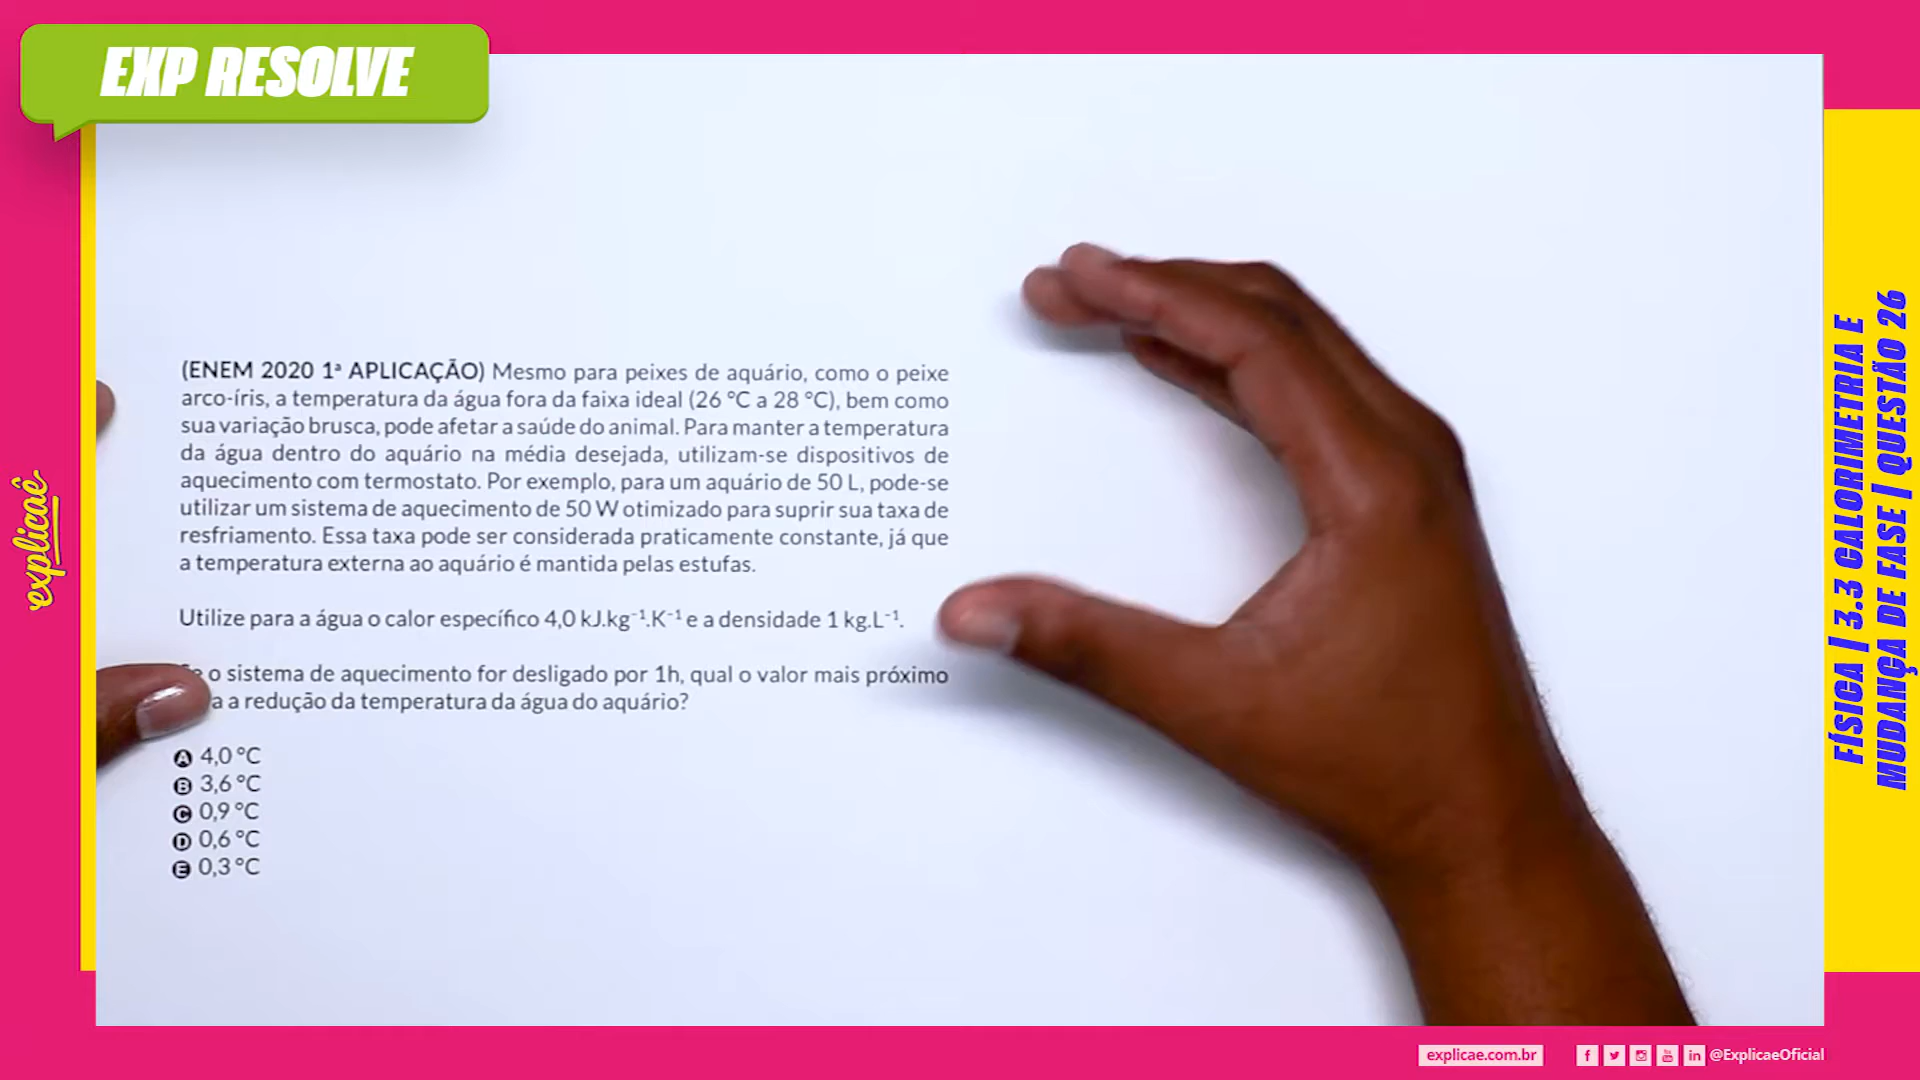 EXP RESOLVE
(ENEM 2020 1ª APLICAÇÃO) Mesmo para peixes de aquário, como o peixe
arco-íris, a temperatura da água fora da faixa ideal (26 °C a 28 °C), bem como
sua variação brusca, pode afetar a saúde do animal. Para manter a temperatura
da água dentro do aquário na média desejada, utilizam-se dispositivos de
aquecimento com termostato. Por exemplo, para um aquário de 50 L, pode-se
utilizar um sistema de aquecimento de 50 W otimizado para suprir sua taxa de
resfriamento. Essa taxa pode ser considerada praticamente constante, já que
a temperatura externa ao aquário é mantida pelas estufas.
Utilize para a água o calor específico 4,0 kJ.kg⁻¹.K⁻¹ e a densidade 1 kg.L⁻¹.
o sistema de aquecimento for desligado por 1h, qual o valor mais próximo
a redução da temperatura da água do aquário?
A 4,0 °C
B 3,6 °C
C 0,9 °C
D 0,6 °C
E 0,3 °C
explicaê
FÍSICA | 3.3 CALORIMETRIA E
MUDANÇA DE FASE | QUESTÃO 26
explicae.com.br
@ExplicaeOficial